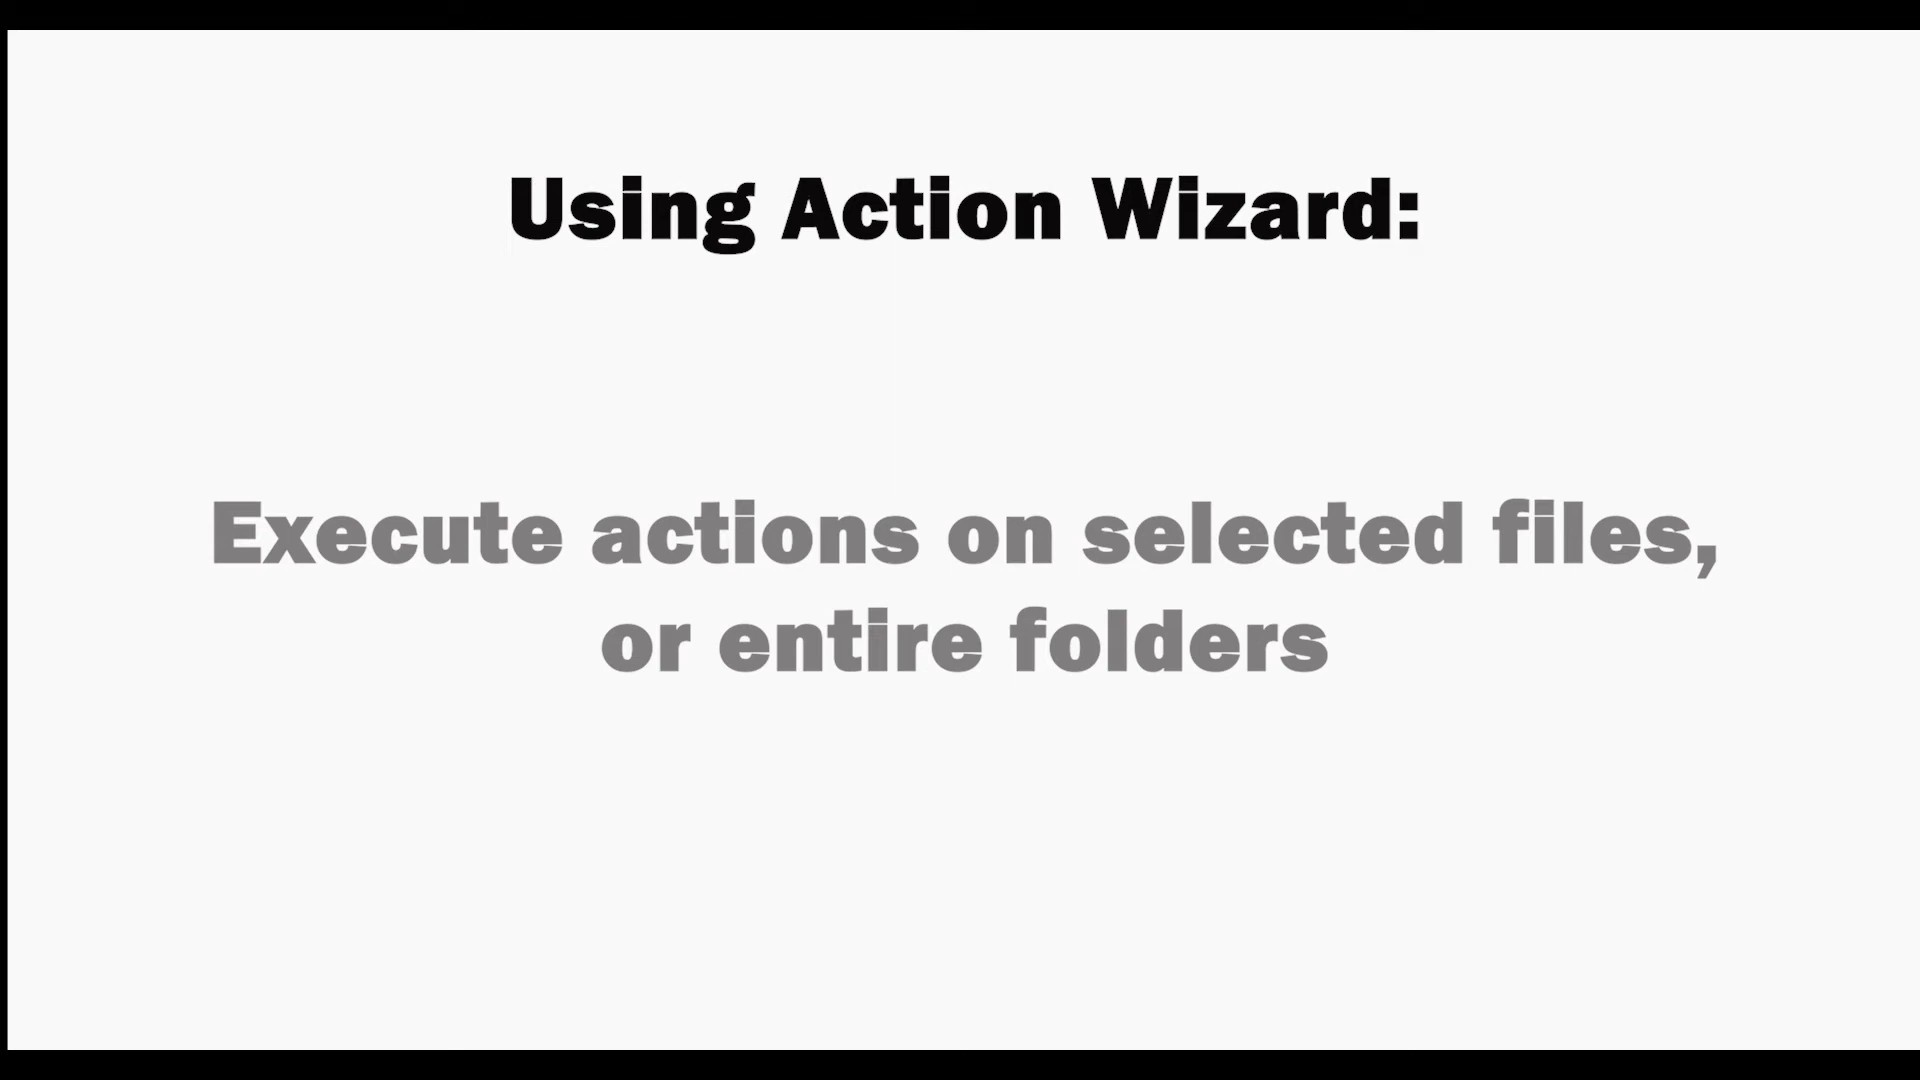 Using Action Wizard:
Execute actions on selected files,
or entire folders